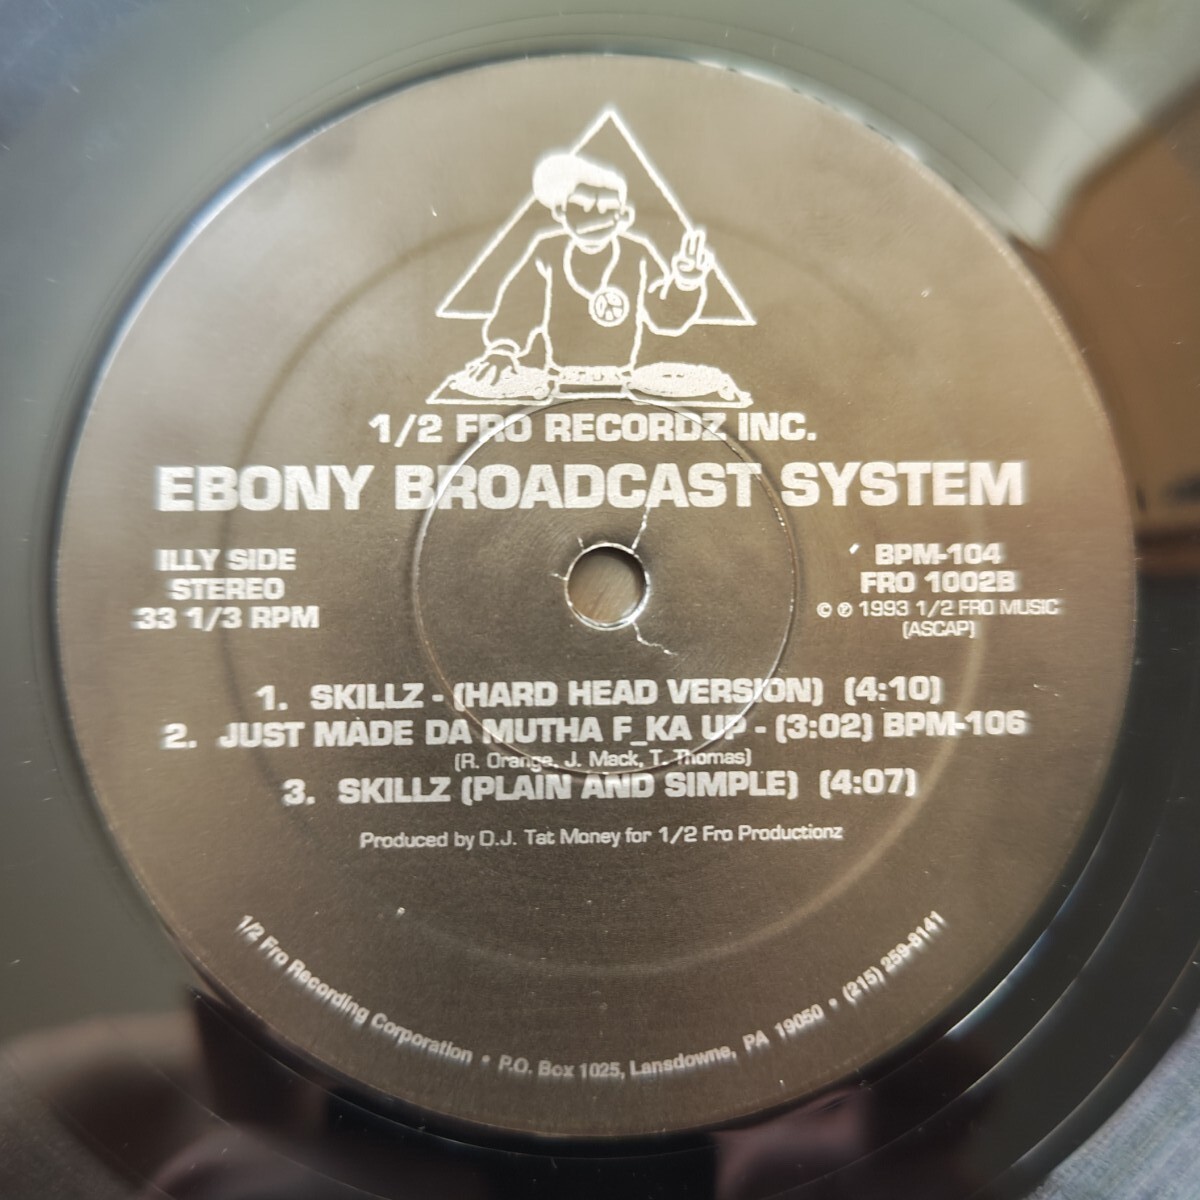 1/2 FRO RECORDZ INC.
EBONY BROADCAST SYSTEM
ILLY SIDE
STEREO
33 1/3 RPM
BPM-104
FRO 1002B
© ℗ 1993 1/2 FRO MUSIC
(ASCAP)
1. SKILLZ - (HARD HEAD VERSION) (4:10)
2. JUST MADE DA MUTHA F_KA UP - (3:02) BPM-106
(R. Orange, J. Mack, T. Thomas)
3. SKILLZ (PLAIN AND SIMPLE) (4:07)
Produced by D.J. Tat Money for 1/2 Fro Productionz
1/2 Fro Recording Corporation • P.O. Box 1025, Lansdowne, PA 19050 • (215) 259-8141